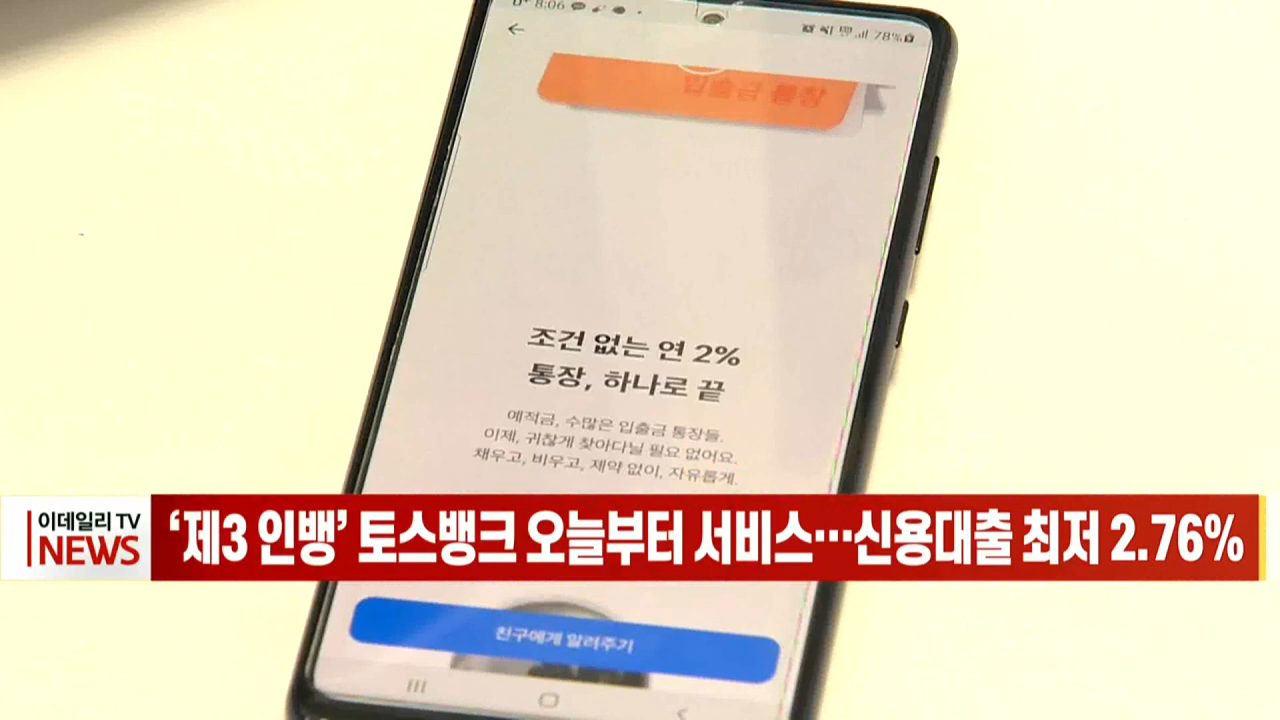 8:06
78%
입출금 통장
조건 없는 연 2%
통장, 하나로 끝
예적금, 수많은 입출금 통장들.
이제, 귀찮게 찾아다닐 필요 없어요.
채우고, 비우고, 제약 없이, 자유롭게.
이데일리 TV
NEWS
‘제3 인뱅’ 토스뱅크 오늘부터 서비스…신용대출 최저 2.76%
친구에게 알려주기